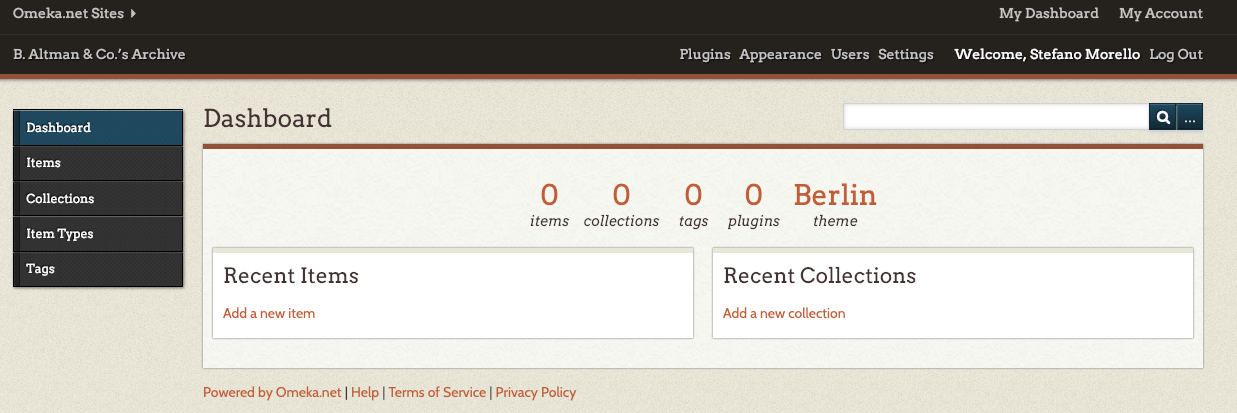 Omeka.net Sites
My Dashboard My Account
B. Altman & Co.'s Archive
Plugins Appearance Users Settings Welcome, Stefano Morello Log Out
Dashboard
Items
Collections
Item Types
Tags
Dashboard
...
0 0 0 0 Berlin
items collections tags plugins theme
Recent Items
Add a new item
Recent Collections
Add a new collection
Powered by Omeka.net | Help | Terms of Service | Privacy Policy